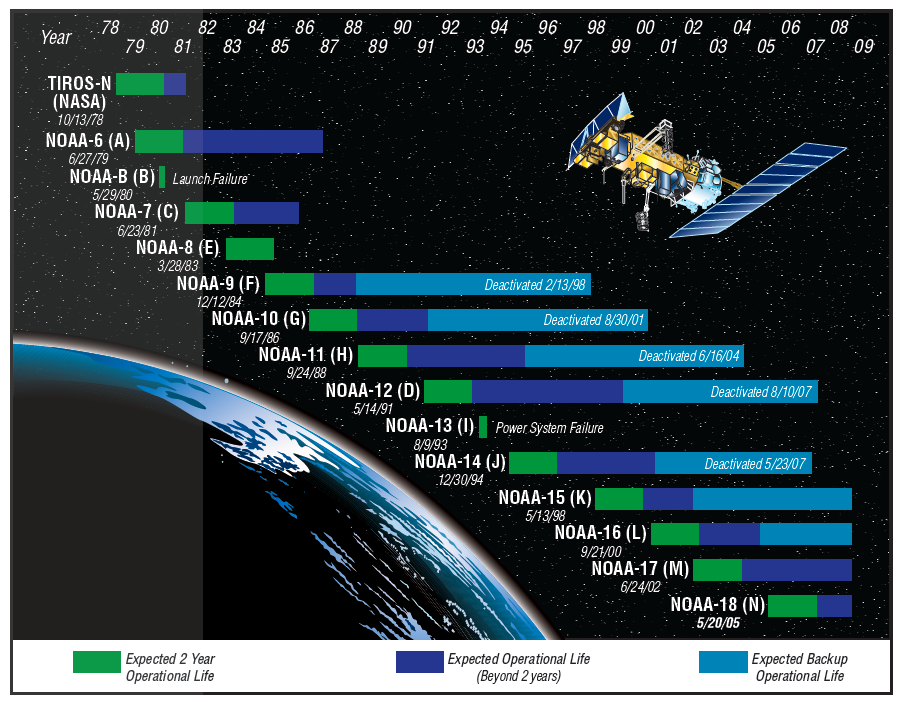 Year
78 80 82 84 86 88 90 92 94 96 98 00 02 04 06 08
79 81 83 85 87 89 91 93 95 97 99 01 03 05 07 09
TIROS-N
(NASA)
10/13/78
NOAA-6 (A)
6/27/79
NOAA-B (B)
Launch Failure
5/29/80
NOAA-7 (C)
6/23/81
NOAA-8 (E)
3/28/83
NOAA-9 (F)
Deactivated 2/13/98
12/12/84
NOAA-10 (G)
Deactivated 8/30/01
9/17/86
NOAA-11 (H)
Deactivated 6/16/04
9/24/88
NOAA-12 (D)
Deactivated 8/10/07
5/14/91
NOAA-13 (I)
Power System Failure
8/9/93
NOAA-14 (J)
Deactivated 5/23/07
12/30/94
NOAA-15 (K)
5/13/98
NOAA-16 (L)
9/21/00
NOAA-17 (M)
6/24/02
NOAA-18 (N)
5/20/05
Expected 2 Year
Operational Life
Expected Operational Life
(Beyond 2 years)
Expected Backup
Operational Life